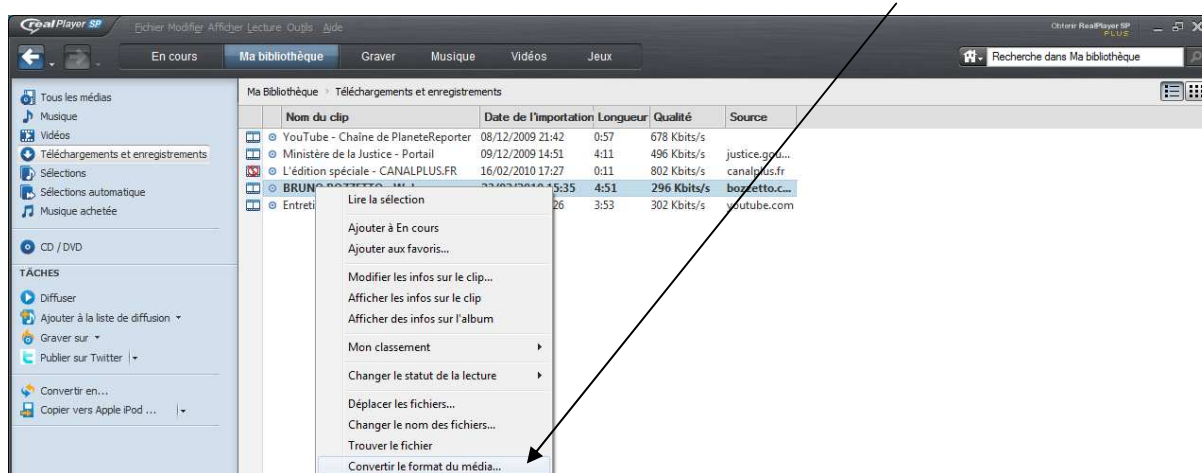 RealPlayer SP Fichier Modifier Afficher Lecture Outils Aide Obtenir RealPlayer SP
PLUS
En cours Ma bibliothèque Graver Musique Vidéos Jeux Recherche dans Ma bibliothèque
Tous les médias
Musique
Vidéos
Téléchargements et enregistrements
Sélections
Sélections automatique
Musique achetée
CD / DVD
TÂCHES
Diffuser
Ajouter à la liste de diffusion
Graver sur
Publier sur Twitter
Convertir en...
Copier vers Apple iPod ...
Ma Bibliothèque > Téléchargements et enregistrements
Nom du clip Date de l'importation Longueur Qualité Source
YouTube - Chaîne de PlaneteReporter 08/12/2009 21:42 0:57 678 Kbits/s
Ministère de la Justice - Portail 09/12/2009 14:51 4:11 496 Kbits/s justice.gou...
L'édition spéciale - CANALPLUS.FR 16/02/2010 17:27 0:11 802 Kbits/s canalplus.fr
BRUNO BOZZETTO 15:35 4:51 296 Kbits/s bozzetto.c...
Entreti 26 3:53 302 Kbits/s youtube.com
Lire la sélection
Ajouter à En cours
Ajouter aux favoris...
Modifier les infos sur le clip...
Afficher les infos sur le clip
Afficher des infos sur l'album
Mon classement
Changer le statut de la lecture
Déplacer les fichiers...
Changer le nom des fichiers...
Trouver le fichier
Convertir le format du média...